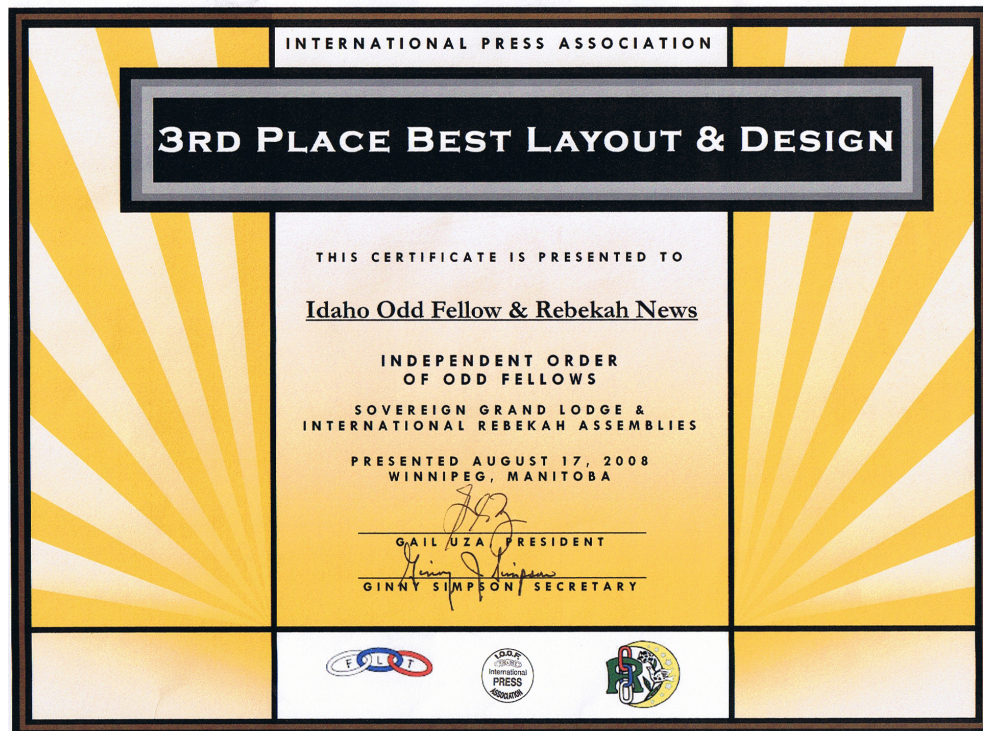 INTERNATIONAL PRESS ASSOCIATION
3RD PLACE BEST LAYOUT & DESIGN
THIS CERTIFICATE IS PRESENTED TO
Idaho Odd Fellow & Rebekah News
INDEPENDENT ORDER
OF ODD FELLOWS
SOVEREIGN GRAND LODGE &
INTERNATIONAL REBEKAH ASSEMBLIES
PRESENTED AUGUST 17, 2008
WINNIPEG, MANITOBA
GAIL UZA, PRESIDENT
Ginny J Simpson
GINNY SIMPSON, SECRETARY
F L T
I.O.O.F.
International
PRESS
ASSOCIATION
R